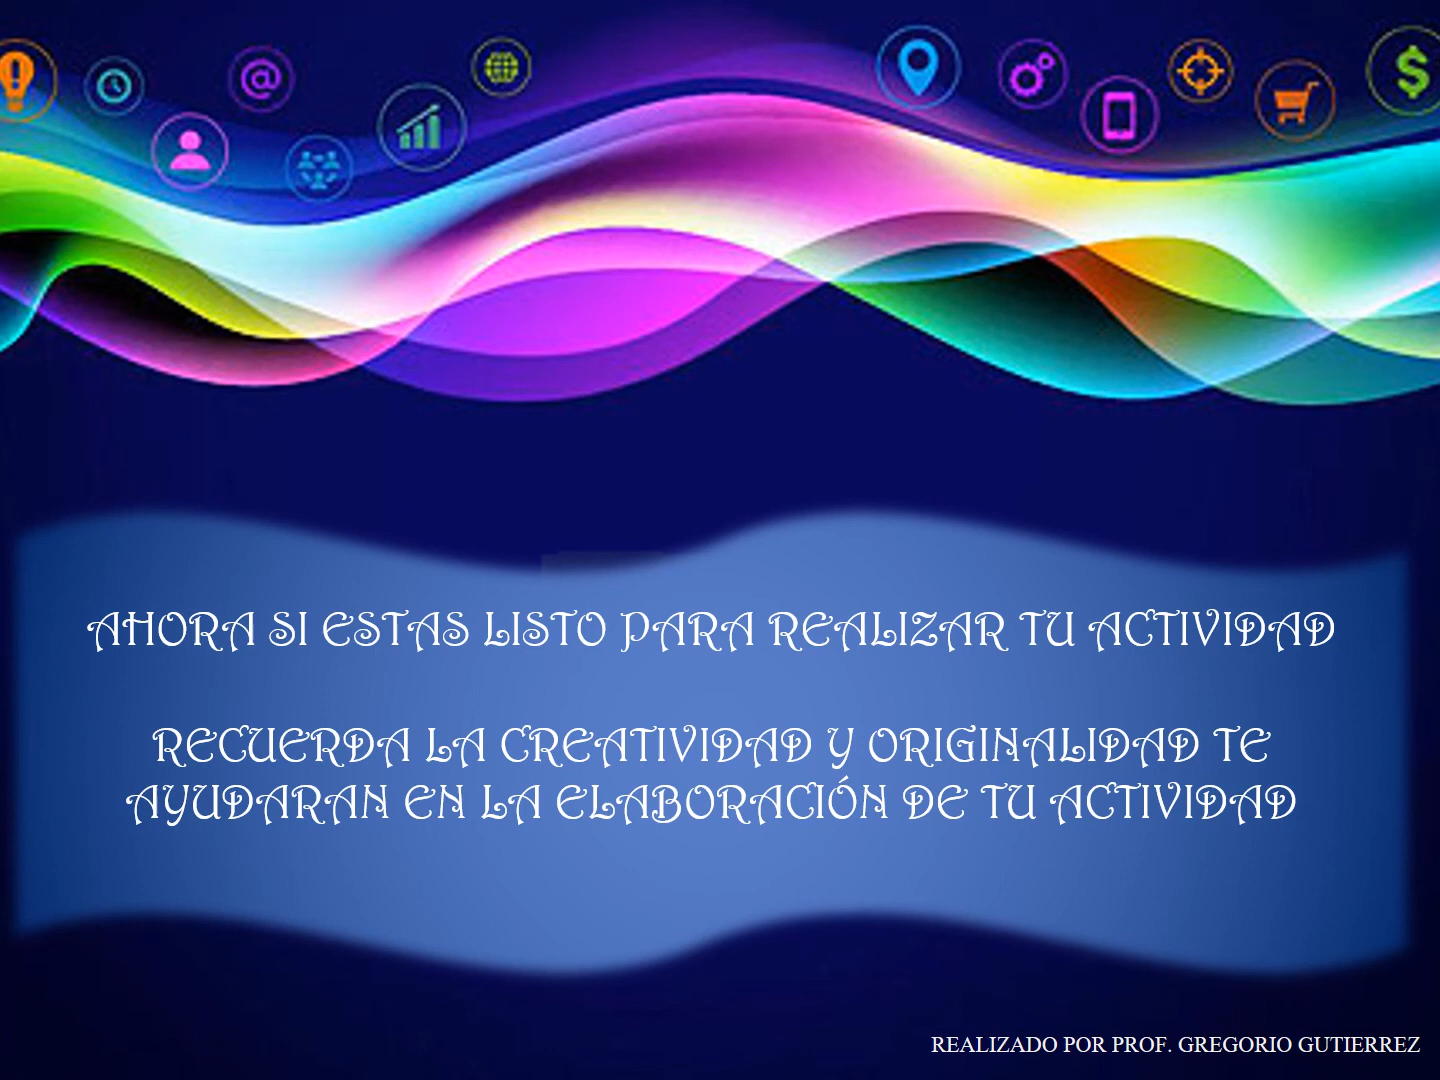 AHORA SI ESTAS LISTO PARA REALIZAR TU ACTIVIDAD
RECUERDA LA CREATIVIDAD Y ORIGINALIDAD TE
AYUDARAN EN LA ELABORACIÓN DE TU ACTIVIDAD
REALIZADO POR PROF. GREGORIO GUTIERREZ